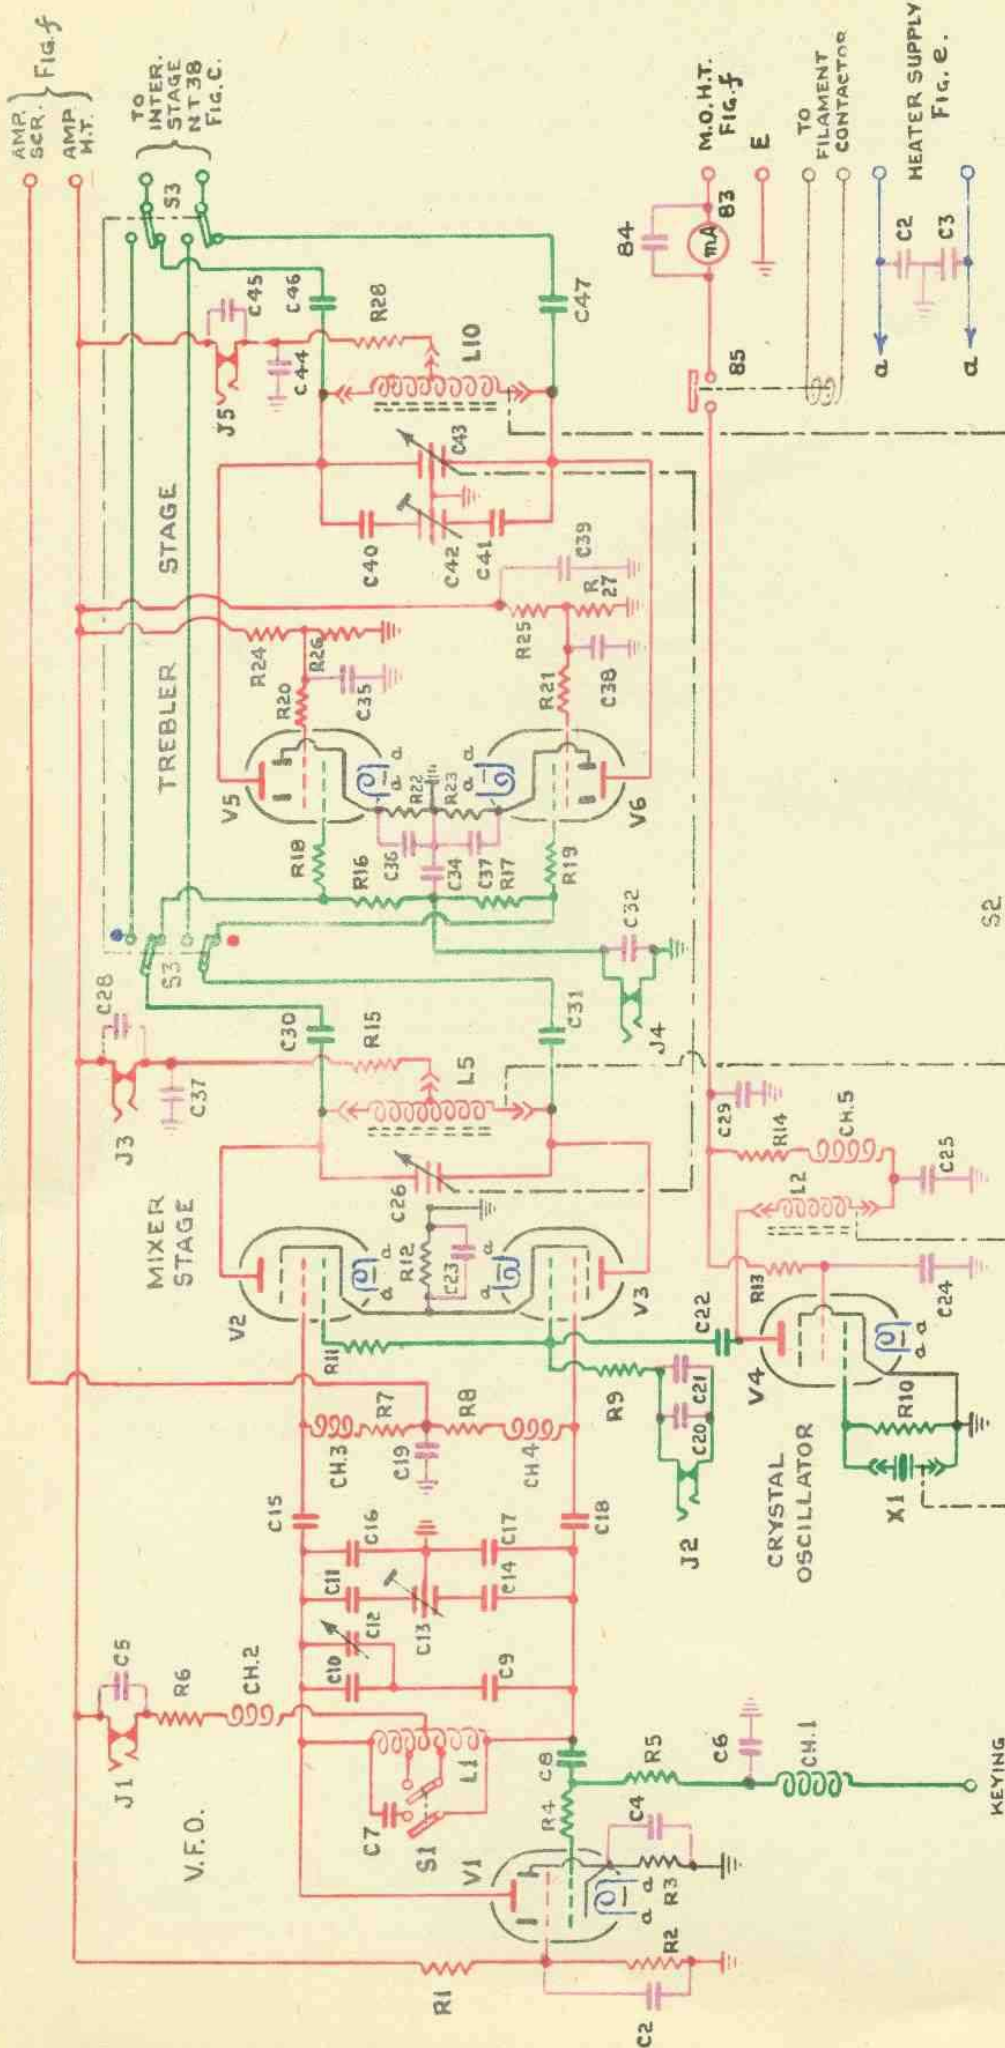 AMP. SCR.
AMP H.T.
Fig.f
TO
INTER.
STAGE
NT 38
FIG.C.
S3
J5
C45
C44
C46
R28
L10
C47
TREBLER STAGE
C40
C42
C41
C43
C39
R24
R26
R20
C35
R25
R
27
R21
C38
V5
V6
a a
R22
R23
a a
C36
C34
C37
R18
R16
R17
R19
S3
C32
J4
C28
J3
C37
R15
C30
C31
L5
MIXER
STAGE
C26
V2
V3
a
a
R12
C23
a
R11
R7
R8
CH.3
CH.4
C19
R9
C21
C20
J2
C22
C15
C16
C17
C18
C11
C12
C13
C14
C10
C9
J1
C5
R6
CH.2
V.F.O.
C7
S1
L1
C8
R4
R5
C6
CH.1
KEYING
V1
C4
R3
a a
R2
R1
C2
CRYSTAL
OSCILLATOR
X1
V4
R10
a a
R13
C24
L2
C29
R14
CH.5
C25
S2
M.O.H.T.
FIG.f
E
84
mA
83
85
TO
FILAMENT
CONTACTOR
HEATER SUPPLY
FIG. e.
C2
C3
a
a